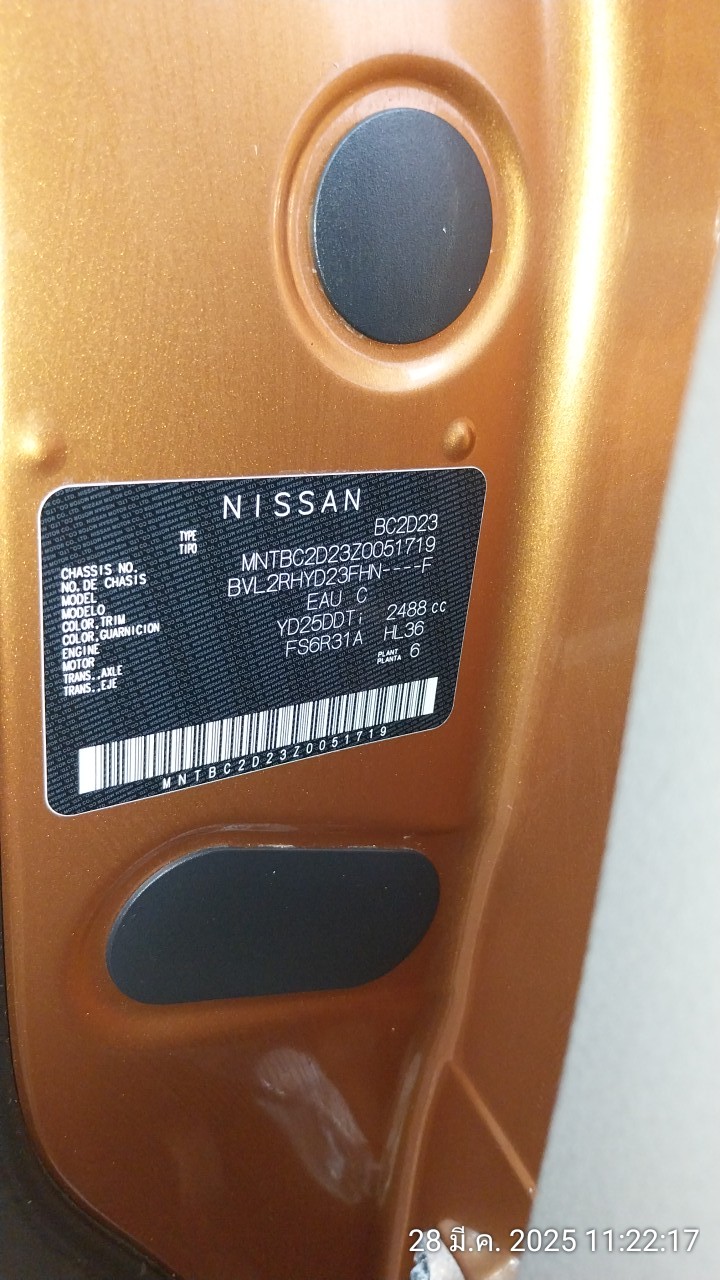 NISSAN
TYPE BC2D23
TIPO
CHASSIS NO. MNTBC2D23Z0051719
NO. DE CHASIS
MODEL BVL2RHYD23FHN----F
MODELO
COLOR,TRIM EAU C
COLOR,GUARNICION
ENGINE YD25DDTi 2488 cc
MOTOR
TRANS.,AXLE FS6R31A HL36
TRANS.,EJE
PLANT 6
PLANTA
MNTBC2D23Z0051719
28 มี.ค. 2025 11:22:17